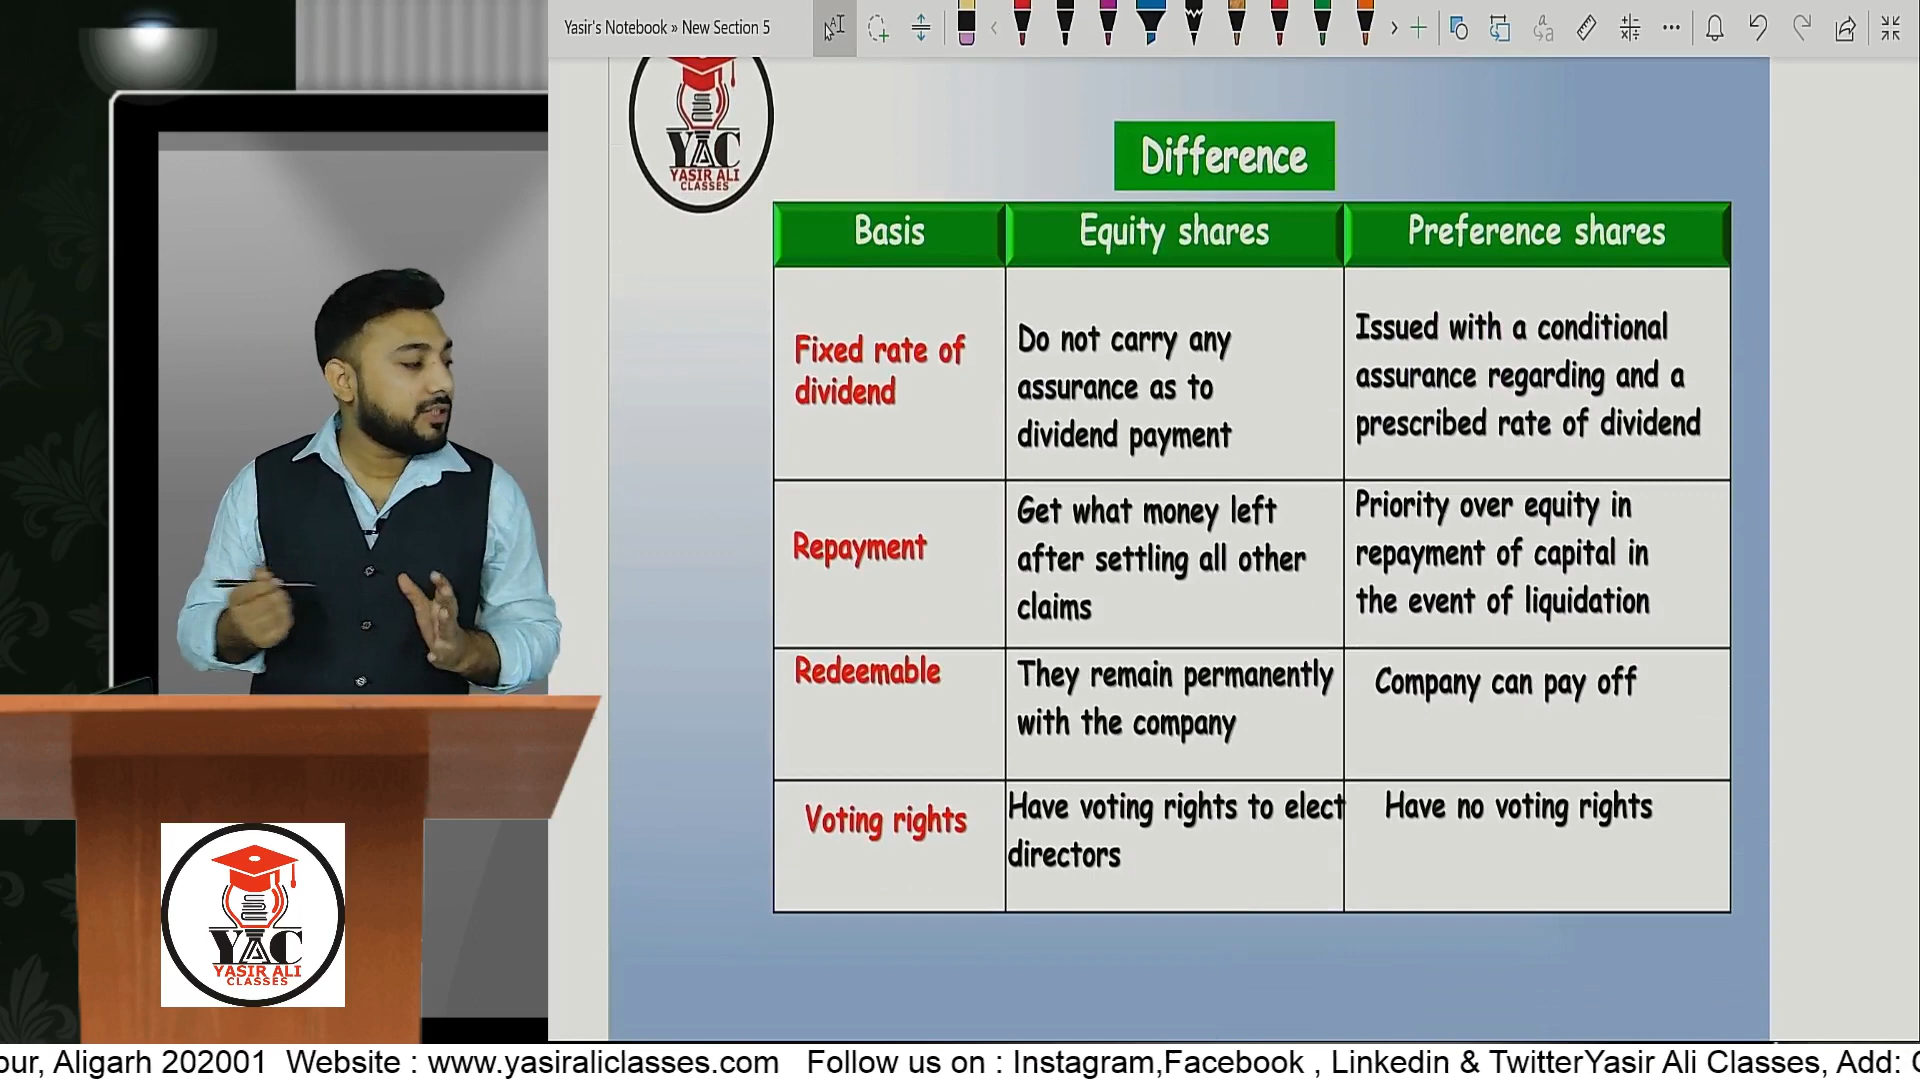 Yasir's Notebook » New Section 5
YAC
YASIR ALI
CLASSES
Difference
Basis
Equity shares
Preference shares
Fixed rate of
dividend
Do not carry any
assurance as to
dividend payment
Issued with a conditional
assurance regarding and a
prescribed rate of dividend
Repayment
Get what money left
after settling all other
claims
Priority over equity in
repayment of capital in
the event of liquidation
Redeemable
They remain permanently
with the company
Company can pay off
Voting rights
Have voting rights to elect
directors
Have no voting rights
YAC
YASIR ALI
CLASSES
Aligarh 202001 Website : www.yasiraliclasses.com Follow us on : Instagram,Facebook , Linkedin & TwitterYasir Ali Classes, Add: